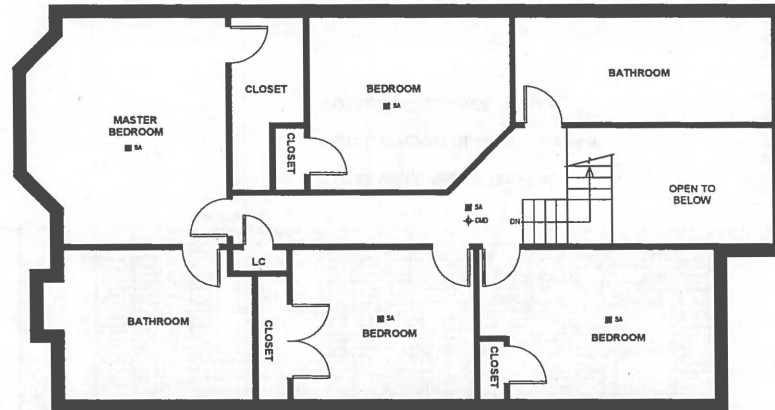 MASTER
BEDROOM
SA
CLOSET
CLOSET
BEDROOM
SA
BATHROOM
SA
CMD
DN
OPEN TO
BELOW
BATHROOM
LC
CLOSET
SA
BEDROOM
CLOSET
SA
BEDROOM